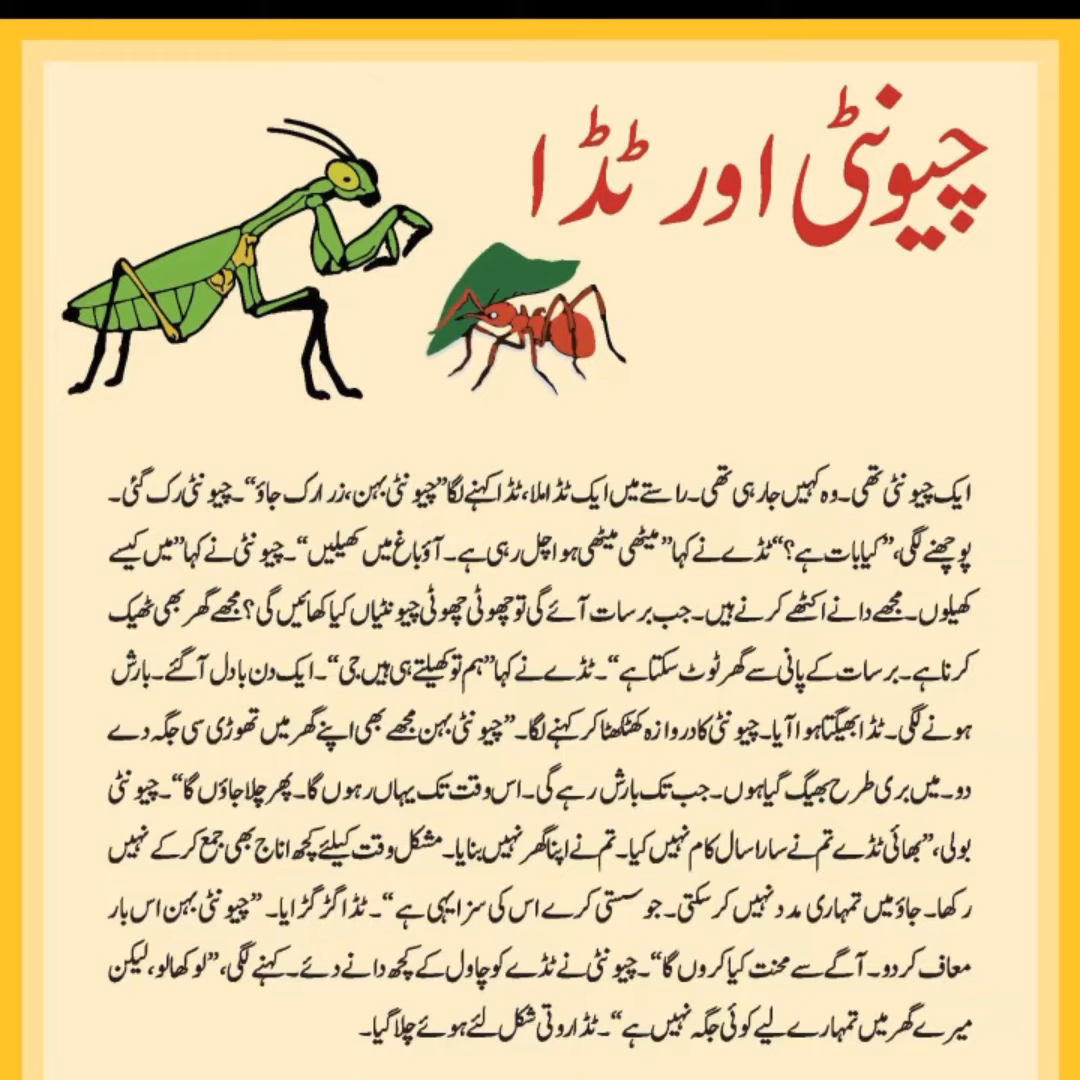 چیونٹی اور ٹڈا
ایک چیونٹی تھی۔ وہ کہیں جا رہی تھی۔ راستے میں ایک ٹڈا ملا، ٹڈا کہنے لگا ”چیونٹی بہن، زرا رک جاؤ“۔ چیونٹی رک گئی۔
پوچھنے لگی، ”کیا بات ہے؟“ ٹڈے نے کہا ”میٹھی میٹھی ہوا چل رہی ہے۔ آؤ باغ میں کھیلیں“۔ چیونٹی نے کہا ”میں کیسے
کھیلوں۔ مجھے دانے اکٹھے کرنے ہیں۔ جب برسات آئے گی تو چھوٹی چھوٹی چیونٹیاں کیا کھائیں گی؟ مجھے گھر بھی ٹھیک
کرنا ہے۔ برسات کے پانی سے گھر ٹوٹ سکتا ہے“۔ ٹڈے نے کہا ”ہم تو کھیلتے ہی ہیں جی“۔ ایک دن بادل آگئے۔ بارش
ہونے لگی۔ ٹڈا بھیگتا ہوا آیا۔ چیونٹی کا دروازہ کھٹکھٹا کر کہنے لگا۔ ”چیونٹی بہن مجھے بھی اپنے گھر میں تھوڑی سی جگہ دے
دو۔ میں بری طرح بھیگ گیا ہوں۔ جب تک بارش رہے گی۔ اس وقت تک یہاں رہوں گا۔ پھر چلا جاؤں گا“۔ چیونٹی
بولی، ”بھائی ٹڈے تم نے سارا سال کام نہیں کیا۔ تم نے اپنا گھر نہیں بنایا۔ مشکل وقت کیلئے کچھ اناج بھی جمع کر کے نہیں
رکھا۔ جاؤ میں تمہاری مدد نہیں کر سکتی۔ جو سستی کرے اس کی سزا یہی ہے“۔ ٹڈا گڑگڑایا۔ ”چیونٹی بہن اس بار
معاف کر دو۔ آگے سے محنت کیا کروں گا“۔ چیونٹی نے ٹڈے کو چاول کے کچھ دانے دئے۔ کہنے لگی، ”لو کھالو، لیکن
میرے گھر میں تمہارے لیے کوئی جگہ نہیں ہے“۔ ٹڈا روتی شکل لئے ہوئے چلا گیا۔